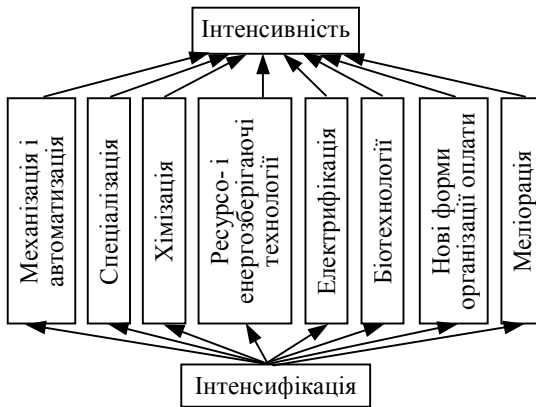 Інтенсивність
Механізація і
автоматизація
Спеціалізація
Хімізація
Ресурсо- і
енергозберігаючі
технології
Електрифікація
Біотехнології
Нові форми
організації оплати
Меліорація
Інтенсифікація